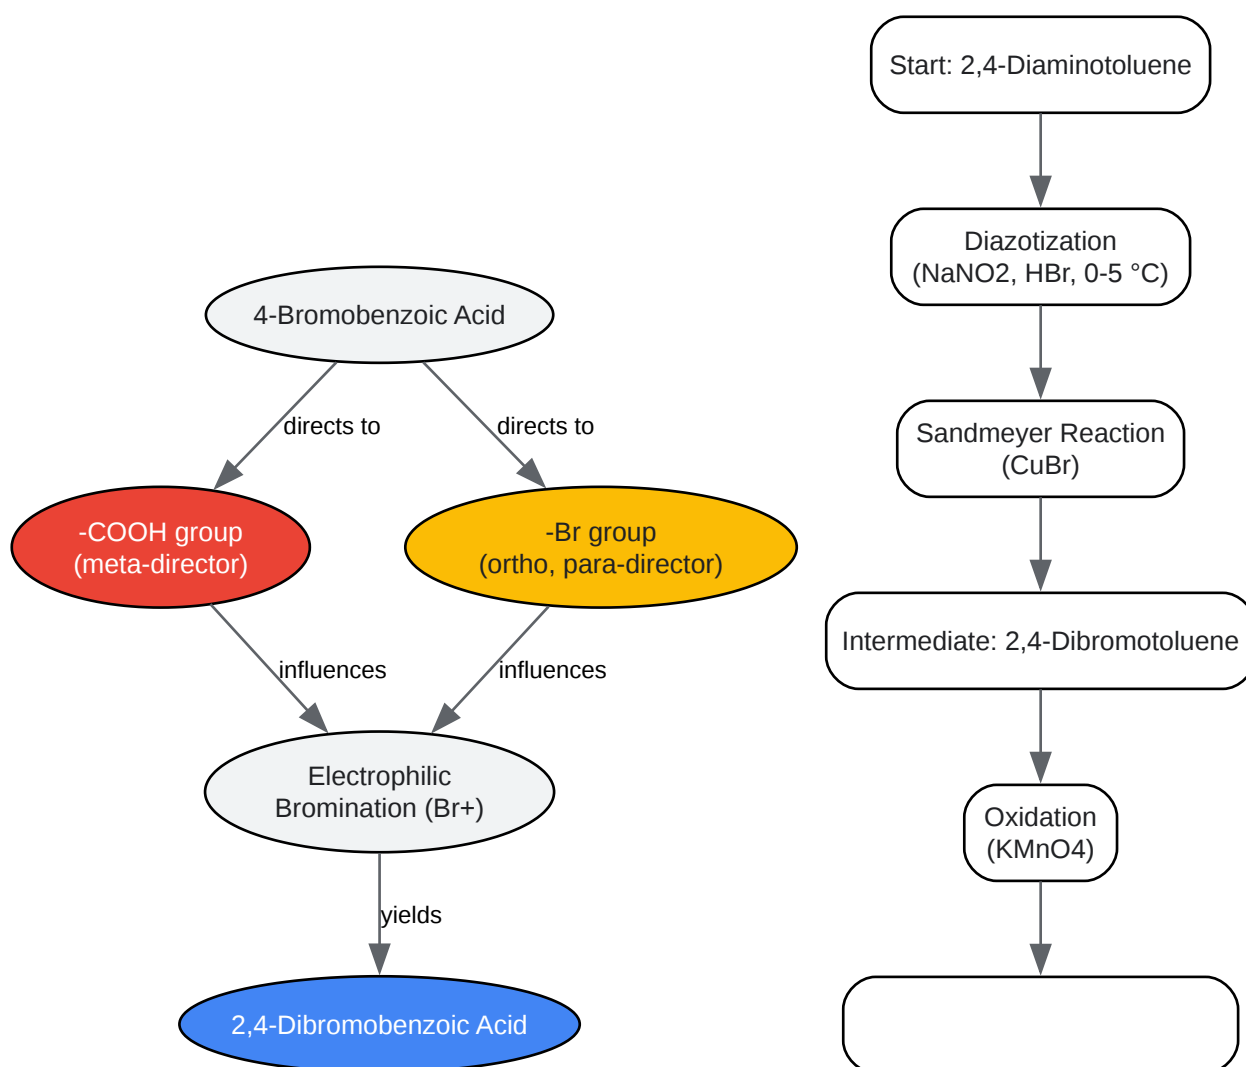 4-Bromobenzoic Acid
directs to
directs to
-COOH group
(meta-director)
-Br group
(ortho, para-director)
influences
influences
Electrophilic
Bromination (Br+)
yields
2,4-Dibromobenzoic Acid
Start: 2,4-Diaminotoluene
Diazotization
(NaNO2, HBr, 0-5 °C)
Sandmeyer Reaction
(CuBr)
Intermediate: 2,4-Dibromotoluene
Oxidation
(KMnO4)